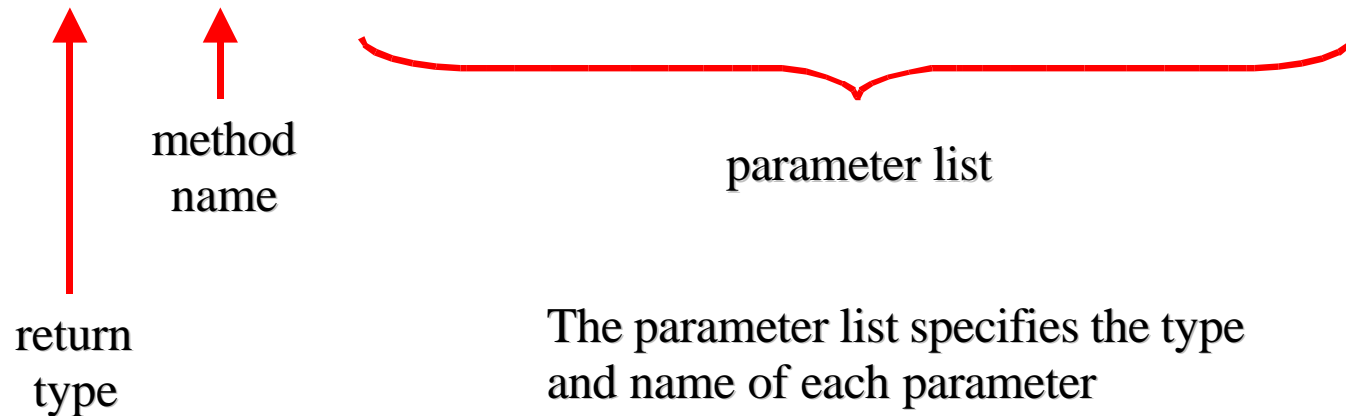 method
name
parameter list
return
type
The parameter list specifies the type
and name of each parameter